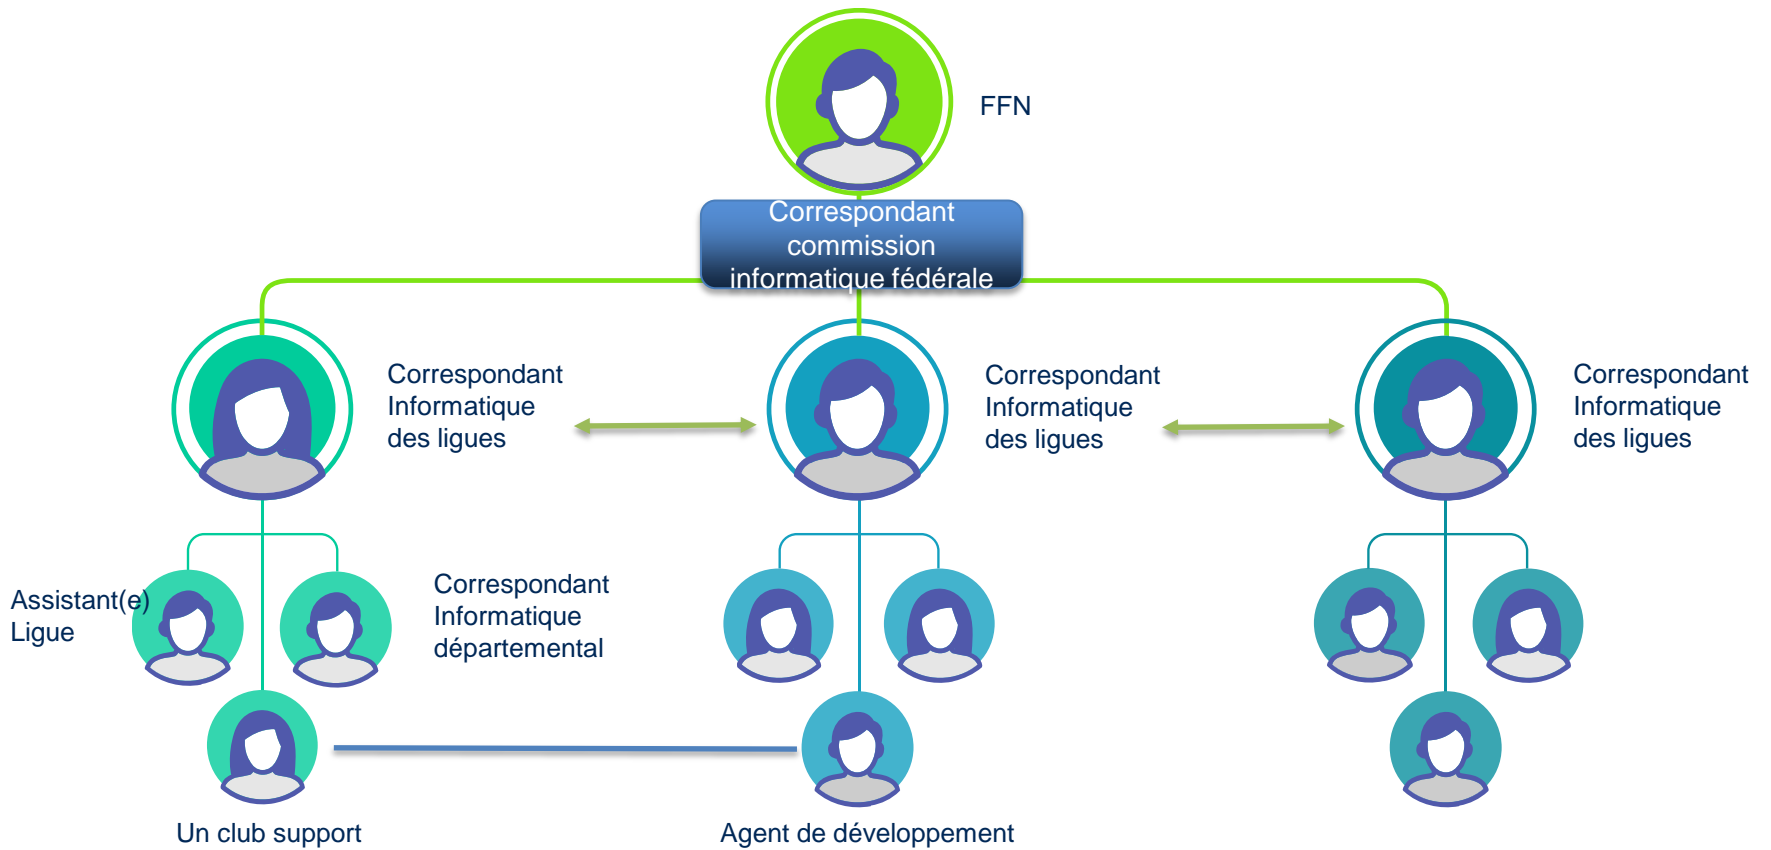 FFN
Correspondant
commission
informatique fédérale
Correspondant
Informatique
des ligues
Correspondant
Informatique
des ligues
Correspondant
Informatique
des ligues
Assistant(e)
Ligue
Correspondant
Informatique
départemental
Un club support
Agent de développement